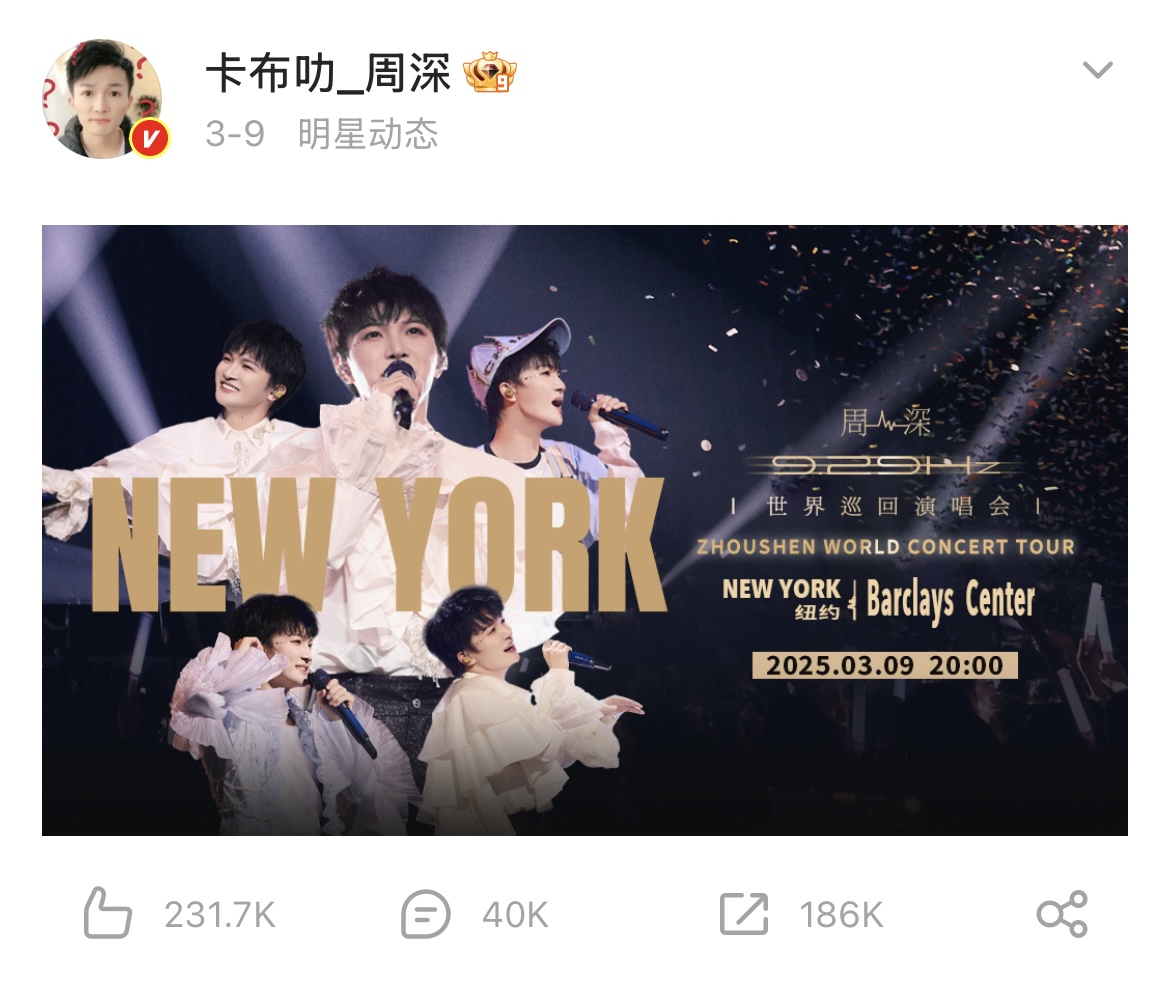 卡布叻_周深
9
3-9 明星动态
NEW YORK
周深
9.29Hz
世界巡回演唱会
ZHOUSHEN WORLD CONCERT TOUR
NEW YORK
纽约
Barclays Center
2025.03.09 20:00
231.7K 40K 186K